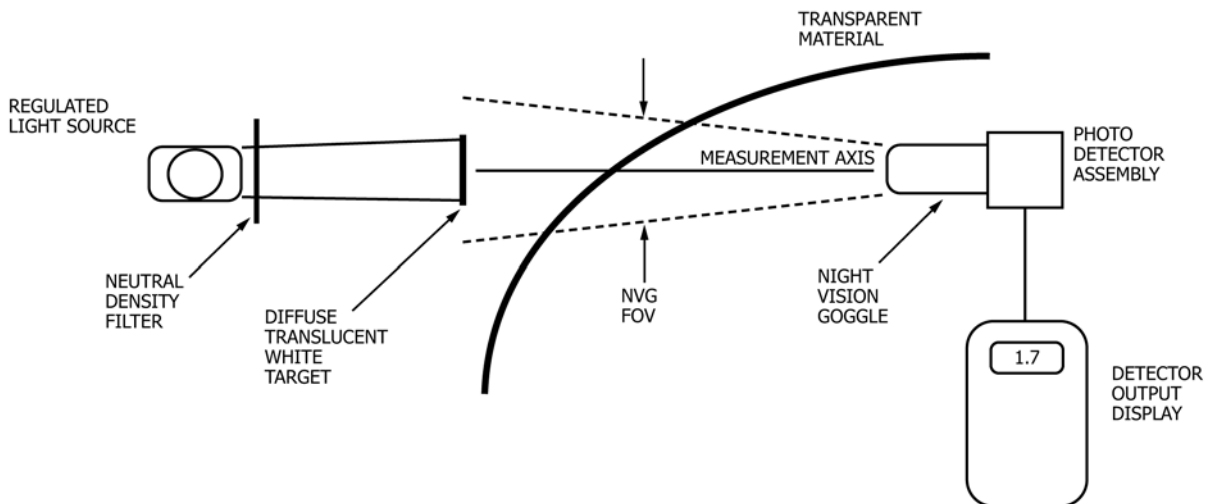 TRANSPARENT
MATERIAL
REGULATED
LIGHT SOURCE
MEASUREMENT AXIS
PHOTO
DETECTOR
ASSEMBLY
NEUTRAL
DENSITY
FILTER
DIFFUSE
TRANSLUCENT
WHITE
TARGET
NVG
FOV
NIGHT
VISION
GOGGLE
1.7
DETECTOR
OUTPUT
DISPLAY